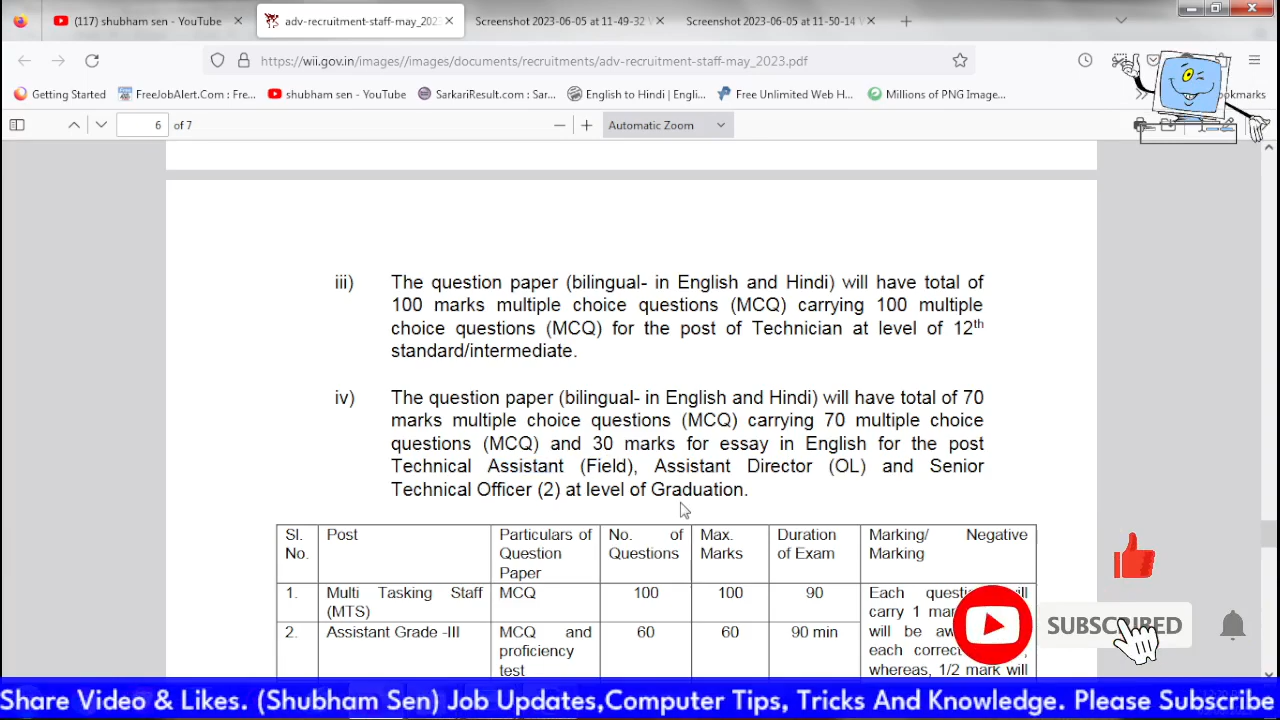 (117) shubham sen - YouTube
adv-recruitment-staff-may_202
Screenshot 2023-06-05 at 11-49-32 V
Screenshot 2023-06-05 at 11-50-14 V
https://wii.gov.in/images//images/documents/recruitments/adv-recruitment-staff-may_2023.pdf
Getting Started
FreeJobAlert.Com : Fre...
shubham sen - YouTube
SarkariResult.com : Sar...
English to Hindi | Engli...
Free Unlimited Web H...
Millions of PNG Imag...
6 of 7
Automatic Zoom
iii) The question paper (bilingual- in English and Hindi) will have total of
100 marks multiple choice questions (MCQ) carrying 100 multiple
choice questions (MCQ) for the post of Technician at level of 12th
standard/intermediate.
iv) The question paper (bilingual- in English and Hindi) will have total of 70
marks multiple choice questions (MCQ) carrying 70 multiple choice
questions (MCQ) and 30 marks for essay in English for the post
Technical Assistant (Field), Assistant Director (OL) and Senior
Technical Officer (2) at level of Graduation.
Sl. Post Particulars of No. of Max. Duration Marking/ Negative
No. Question Questions Marks of Exam Marking
Paper
1. Multi Tasking Staff MCQ 100 100 90 Each
(MTS) carry 1
2. Assistant Grade -III MCQ and 60 60 90 min will be
proficiency each
test whereas, 1/2 mark will
SUBSCRIBED
Share Video & Likes. (Shubham Sen) Job Updates,Computer Tips, Tricks And Knowledge. Please Subscribe